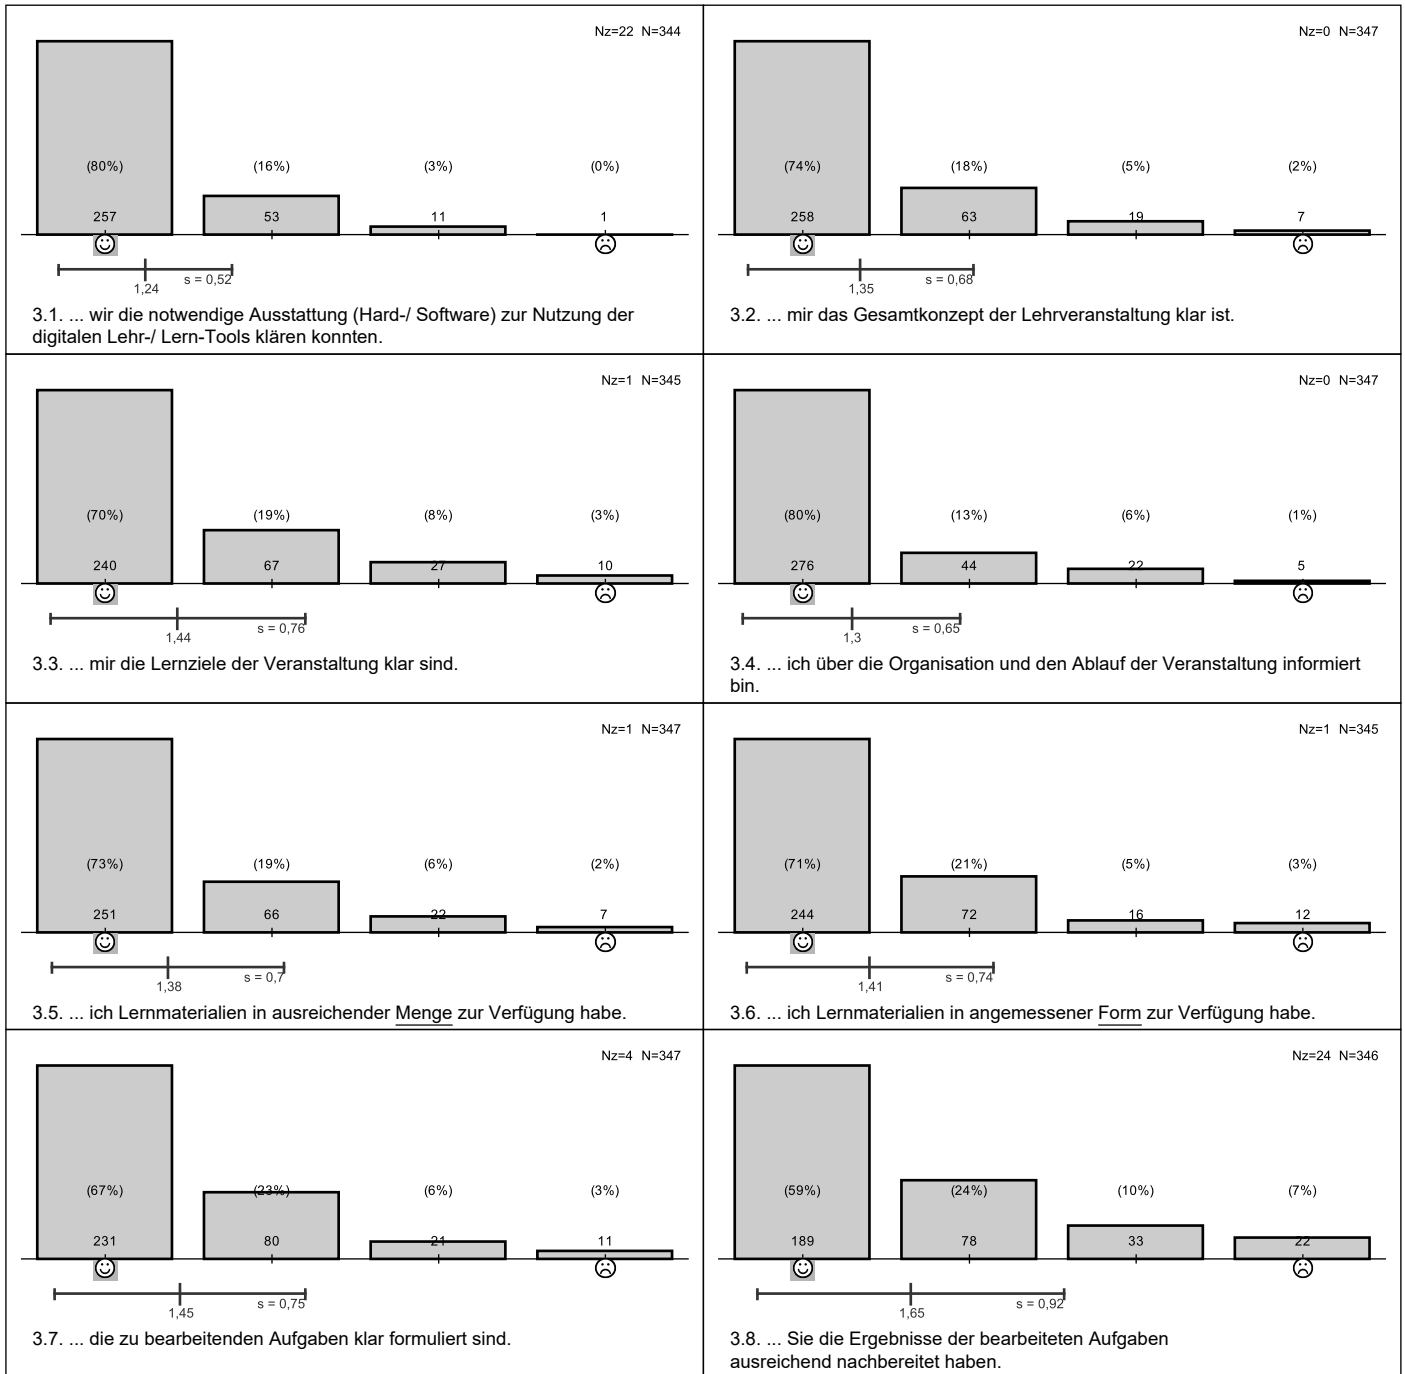 Nz=22 N=344
(80%) (16%) (3%) (0%)
257 53 11 1
s = 0,52
1,24
3.1. ... wir die notwendige Ausstattung (Hard-/ Software) zur Nutzung der
digitalen Lehr-/ Lern-Tools klären konnten.
Nz=0 N=347
(74%) (18%) (5%) (2%)
258 63 19 7
s = 0,68
1,35
3.2. ... mir das Gesamtkonzept der Lehrveranstaltung klar ist.
Nz=1 N=345
(70%) (19%) (8%) (3%)
240 67 27 10
s = 0,76
1,44
3.3. ... mir die Lernziele der Veranstaltung klar sind.
Nz=0 N=347
(80%) (13%) (6%) (1%)
276 44 22 5
s = 0,65
1,3
3.4. ... ich über die Organisation und den Ablauf der Veranstaltung informiert
bin.
Nz=1 N=347
(73%) (19%) (6%) (2%)
251 66 22 7
s = 0,7
1,38
3.5. ... ich Lernmaterialien in ausreichender Menge zur Verfügung habe.
Nz=1 N=345
(71%) (21%) (5%) (3%)
244 72 16 12
s = 0,74
1,41
3.6. ... ich Lernmaterialien in angemessener Form zur Verfügung habe.
Nz=4 N=347
(67%) (23%) (6%) (3%)
231 80 21 11
s = 0,75
1,45
3.7. ... die zu bearbeitenden Aufgaben klar formuliert sind.
Nz=24 N=346
(59%) (24%) (10%) (7%)
189 78 33 22
s = 0,92
1,65
3.8. ... Sie die Ergebnisse der bearbeiteten Aufgaben
ausreichend nachbereitet haben.